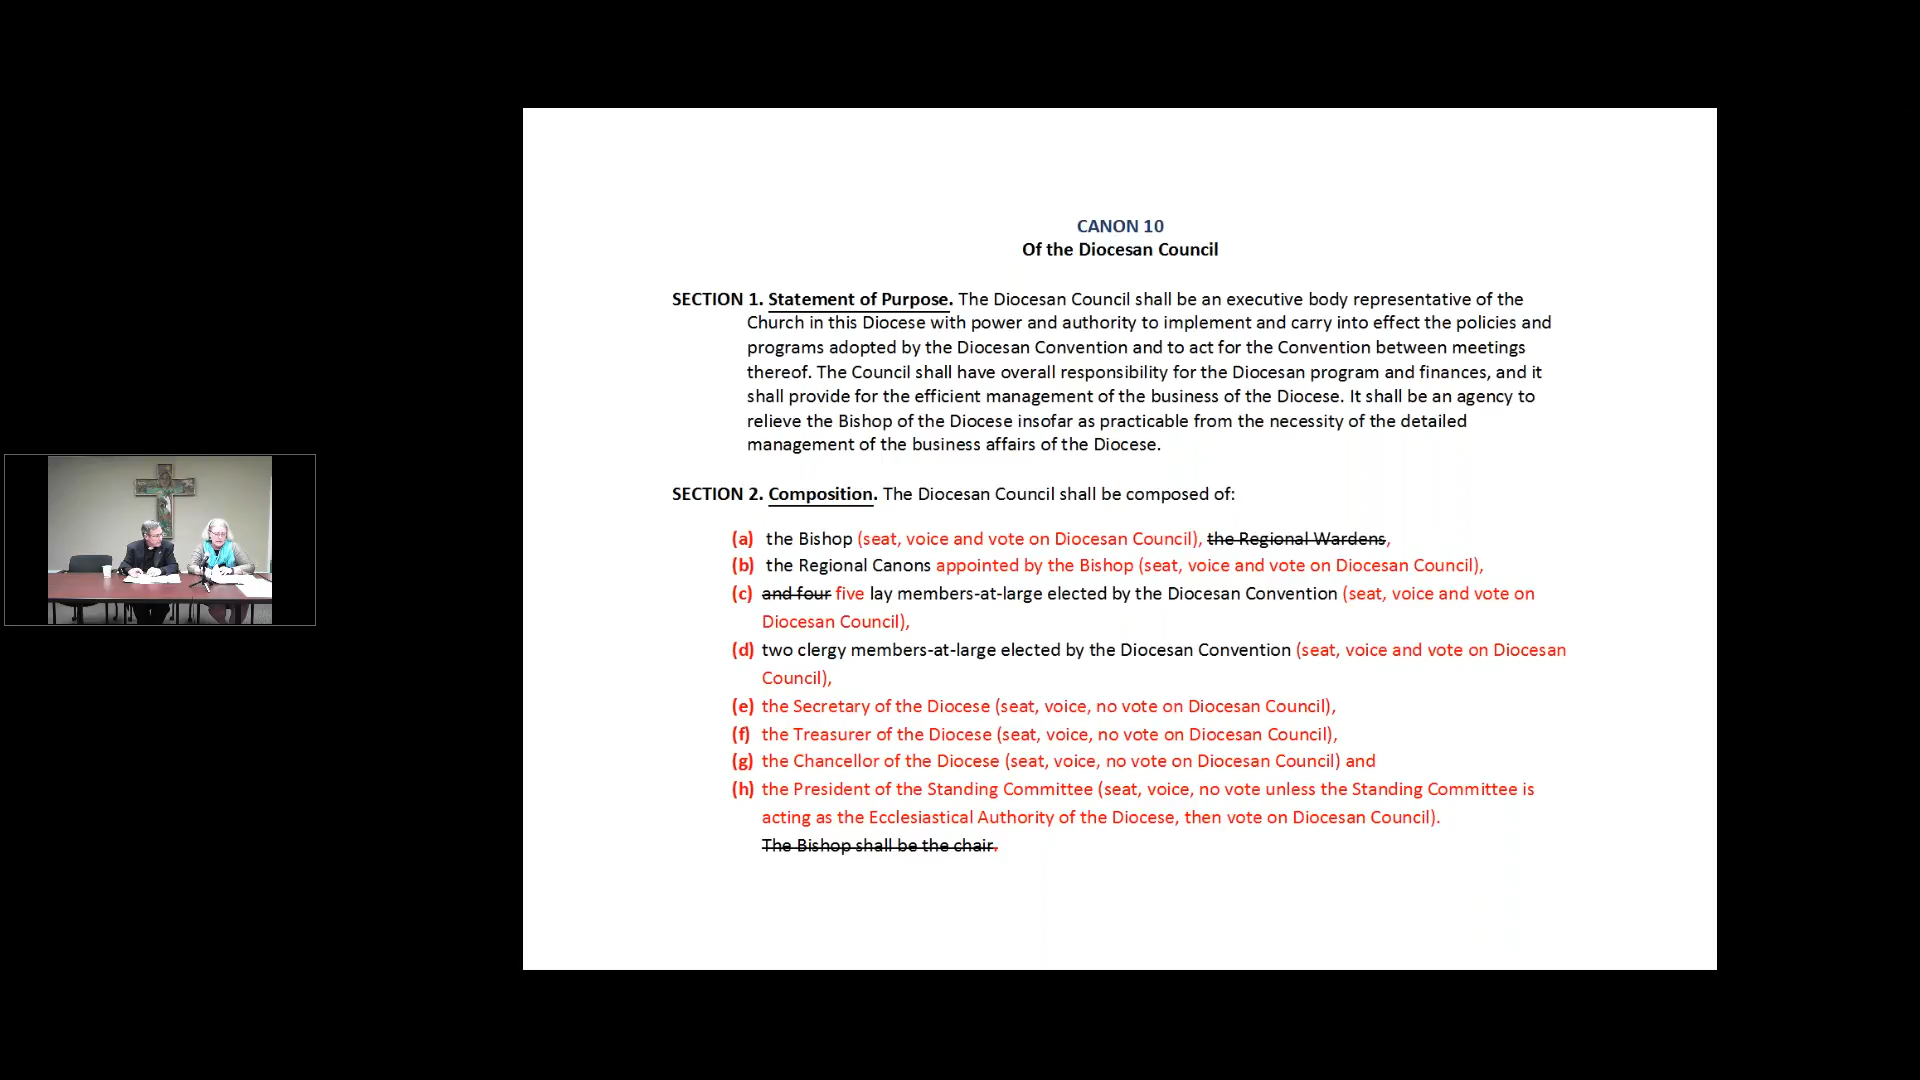 CANON 10
Of the Diocesan Council
SECTION 1. Statement of Purpose. The Diocesan Council shall be an executive body representative of the
Church in this Diocese with power and authority to implement and carry into effect the policies and
programs adopted by the Diocesan Convention and to act for the Convention between meetings
thereof. The Council shall have overall responsibility for the Diocesan program and finances, and it
shall provide for the efficient management of the business of the Diocese. It shall be an agency to
relieve the Bishop of the Diocese insofar as practicable from the necessity of the detailed
management of the business affairs of the Diocese.
SECTION 2. Composition. The Diocesan Council shall be composed of:
(a) the Bishop (seat, voice and vote on Diocesan Council), the Regional Wardens,
(b) the Regional Canons appointed by the Bishop (seat, voice and vote on Diocesan Council),
(c) and four five lay members-at-large elected by the Diocesan Convention (seat, voice and vote on
Diocesan Council),
(d) two clergy members-at-large elected by the Diocesan Convention (seat, voice and vote on Diocesan
Council),
(e) the Secretary of the Diocese (seat, voice, no vote on Diocesan Council),
(f) the Treasurer of the Diocese (seat, voice, no vote on Diocesan Council),
(g) the Chancellor of the Diocese (seat, voice, no vote on Diocesan Council) and
(h) the President of the Standing Committee (seat, voice, no vote unless the Standing Committee is
acting as the Ecclesiastical Authority of the Diocese, then vote on Diocesan Council).
The Bishop shall be the chair.